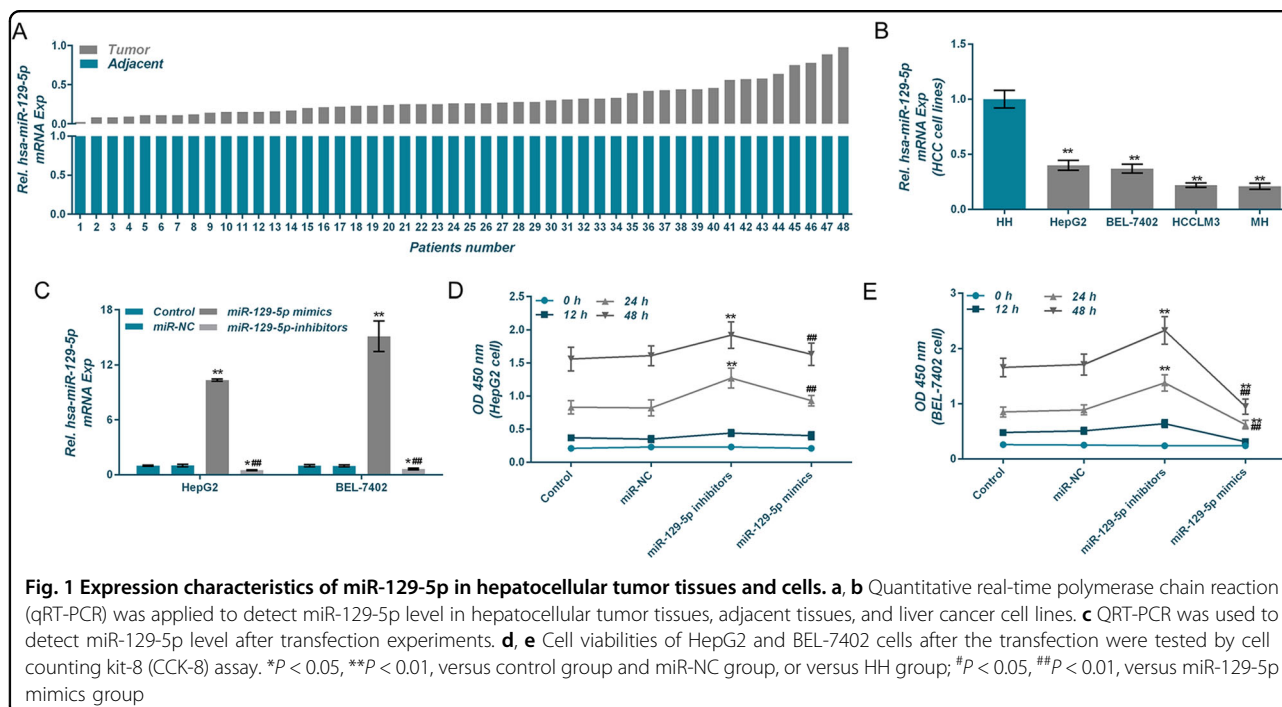 A
Tumor
Adjacent
Rel. hsa-miR-129-5p
mRNA Exp
1.0
0.5
0.0
1.0
0.5
0.0
1 2 3 4 5 6 7 8 9 10 11 12 13 14 15 16 17 18 19 20 21 22 23 24 25 26 27 28 29 30 31 32 33 34 35 36 37 38 39 40 41 42 43 44 45 46 47 48
Patients number
B
Rel. hsa-miR-129-5p
mRNA Exp
(HCC cell lines)
1.5
1.0
0.5
0.0
** ** ** **
HH HepG2 BEL-7402 HCCLM3 MH
C
Control miR-129-5p mimics
miR-NC miR-129-5p-inhibitors
Rel. hsa-miR-129-5p
mRNA Exp
18
12
6
0
** *## ** *##
HepG2 BEL-7402
D
0 h 24 h
12 h 48 h
OD 450 nm
(HepG2 cell)
2.5
2.0
1.5
1.0
0.5
0.0
** ##
** ##
Control miR-NC miR-129-5p inhibitors miR-129-5p mimics
E
0 h 24 h
12 h 48 h
OD 450 nm
(BEL-7402 cell)
3
2
1
0
** **
##
** **
##
Control miR-NC miR-129-5p inhibitors miR-129-5p mimics
Fig. 1 Expression characteristics of miR-129-5p in hepatocellular tumor tissues and cells. a, b Quantitative real-time polymerase chain reaction
(qRT-PCR) was applied to detect miR-129-5p level in hepatocellular tumor tissues, adjacent tissues, and liver cancer cell lines. c QRT-PCR was used to
detect miR-129-5p level after transfection experiments. d, e Cell viabilities of HepG2 and BEL-7402 cells after the transfection were tested by cell
counting kit-8 (CCK-8) assay. *P < 0.05, **P < 0.01, versus control group and miR-NC group, or versus HH group; #P < 0.05, ##P < 0.01, versus miR-129-5p
mimics group